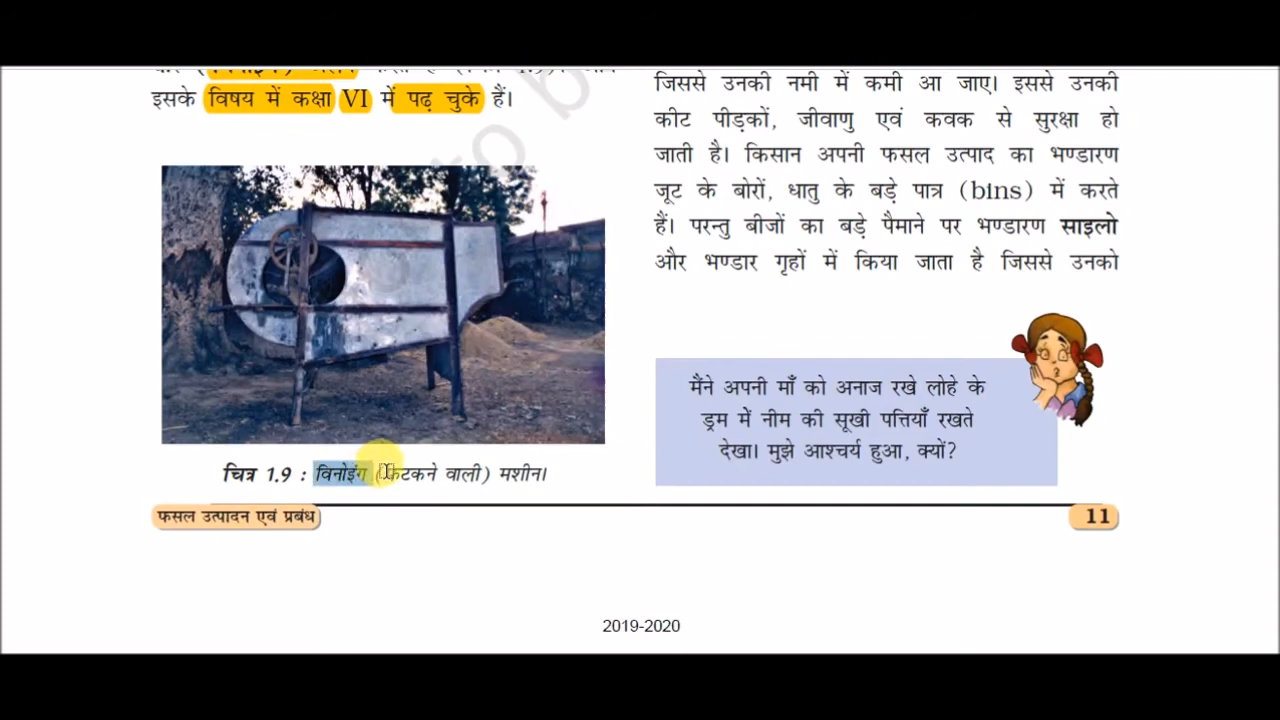 इसके विषय में कक्षा VI में पढ़ चुके हैं।
चित्र 1.9 : विनोइंग (फटकने वाली) मशीन।
जिससे उनकी नमी में कमी आ जाए। इससे उनकी
कीट पीड़कों, जीवाणु एवं कवक से सुरक्षा हो
जाती है। किसान अपनी फसल उत्पाद का भण्डारण
जूट के बोरों, धातु के बड़े पात्र (bins) में करते
हैं। परन्तु बीजों का बड़े पैमाने पर भण्डारण साइलो
और भण्डार गृहों में किया जाता है जिससे उनको
मैंने अपनी माँ को अनाज रखे लोहे के
ड्रम में नीम की सूखी पत्तियाँ रखते
देखा। मुझे आश्चर्य हुआ, क्यों?
फसल उत्पादन एवं प्रबंध
11
2019-2020
to b